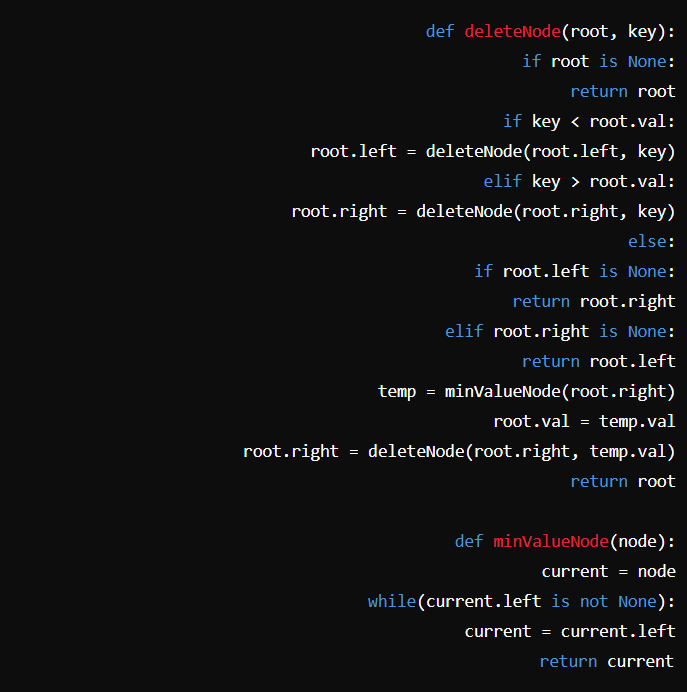 def deleteNode(root, key):
if root is None:
return root
if key < root.val:
root.left = deleteNode(root.left, key)
elif key > root.val:
root.right = deleteNode(root.right, key)
else:
if root.left is None:
return root.right
elif root.right is None:
return root.left
temp = minValueNode(root.right)
root.val = temp.val
root.right = deleteNode(root.right, temp.val)
return root

def minValueNode(node):
current = node
while(current.left is not None):
current = current.left
return current